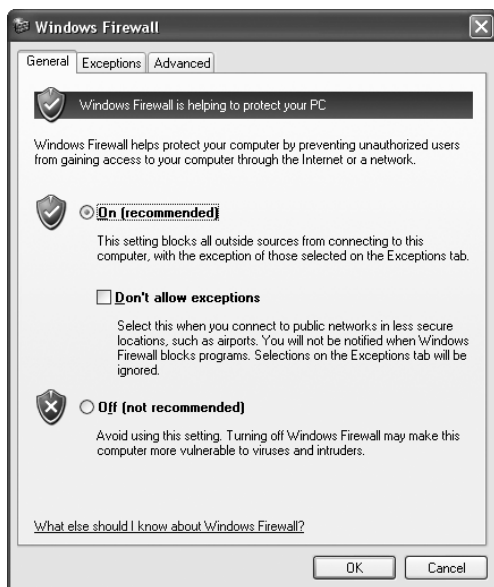 Windows Firewall
General Exceptions Advanced
Windows Firewall is helping to protect your PC
Windows Firewall helps protect your computer by preventing unauthorized users
from gaining access to your computer through the Internet or a network.
On (recommended)
This setting blocks all outside sources from connecting to this
computer, with the exception of those selected on the Exceptions tab.
Don't allow exceptions
Select this when you connect to public networks in less secure
locations, such as airports. You will not be notified when Windows
Firewall blocks programs. Selections on the Exceptions tab will be
ignored.
Off (not recommended)
Avoid using this setting. Turning off Windows Firewall may make this
computer more vulnerable to viruses and intruders.
What else should I know about Windows Firewall?
OK Cancel